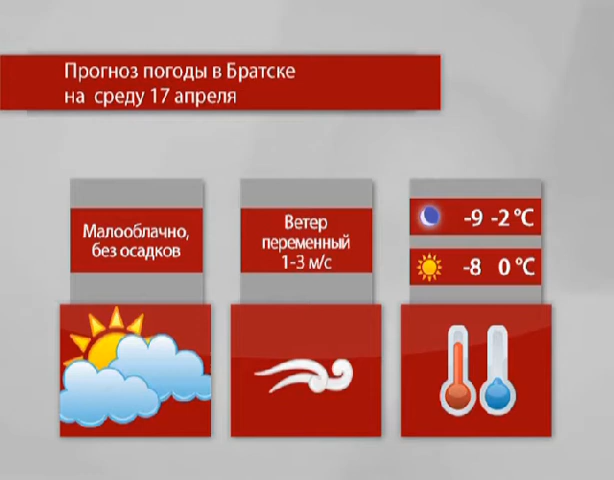 Прогноз погоды в Братске
на среду 17 апреля
Малооблачно,
без осадков
Ветер
переменный
1-3 м/с
-9 -2 °C
-8 0 °C